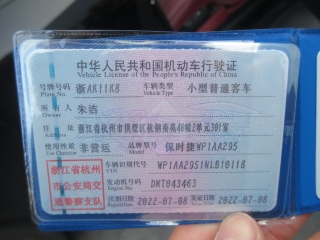 中华人民共和国机动车行驶证
Vehicle License of the People's Republic of China
号牌号码 浙AK11K8 车辆类型 小型普通客车
Plate No. Vehicle Type
所有人 朱洁
Owner
住址 浙江省杭州市拱墅区
Address
使用性质 非营运 品牌型号 保时捷WP1AA295
Use Character Model
浙江省杭州
市公安局交
通警察支队
车辆识别代号
VIN
发动机号码 DKT043463
Engine No.
注册日期 2022-07-08 发证日期 2022-07-08
Register Date Issue Date